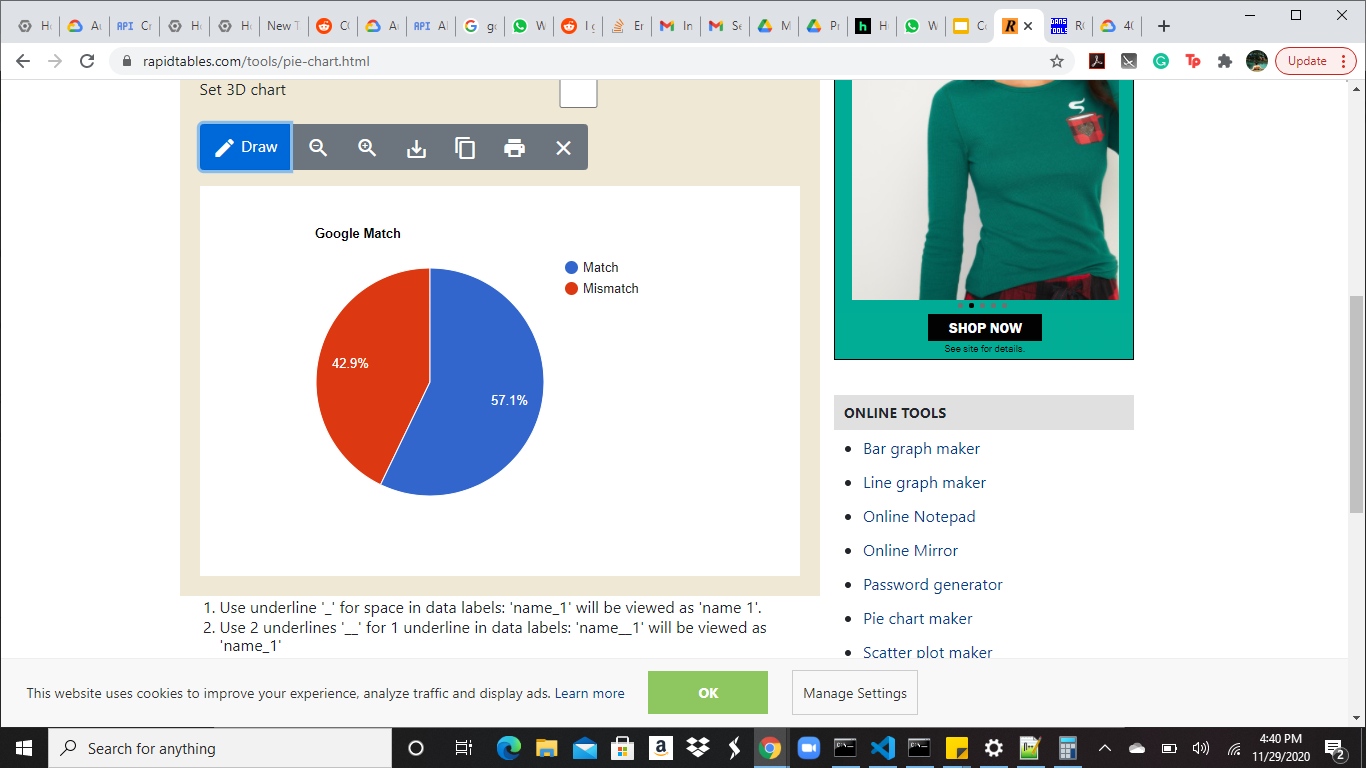 New T
rapidtables.com/tools/pie-chart.html
Update
Set 3D chart
Draw
Google Match
Match
Mismatch
42.9%
57.1%
SHOP NOW
See site for details.
ONLINE TOOLS
Bar graph maker
Line graph maker
Online Notepad
Online Mirror
Password generator
Pie chart maker
Scatter plot maker
1. Use underline '_' for space in data labels: 'name_1' will be viewed as 'name 1'.
2. Use 2 underlines '__' for 1 underline in data labels: 'name__1' will be viewed as
'name_1'
This website uses cookies to improve your experience, analyze traffic and display ads. Learn more
OK
Manage Settings
Search for anything
4:40 PM
11/29/2020
2